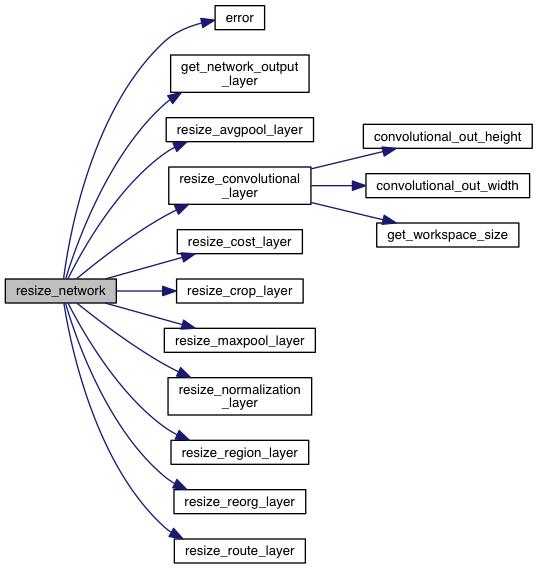 error
get_network_output
_layer
resize_avgpool_layer
resize_convolutional
_layer
convolutional_out_height
convolutional_out_width
get_workspace_size
resize_cost_layer
resize_network
resize_crop_layer
resize_maxpool_layer
resize_normalization
_layer
resize_region_layer
resize_reorg_layer
resize_route_layer